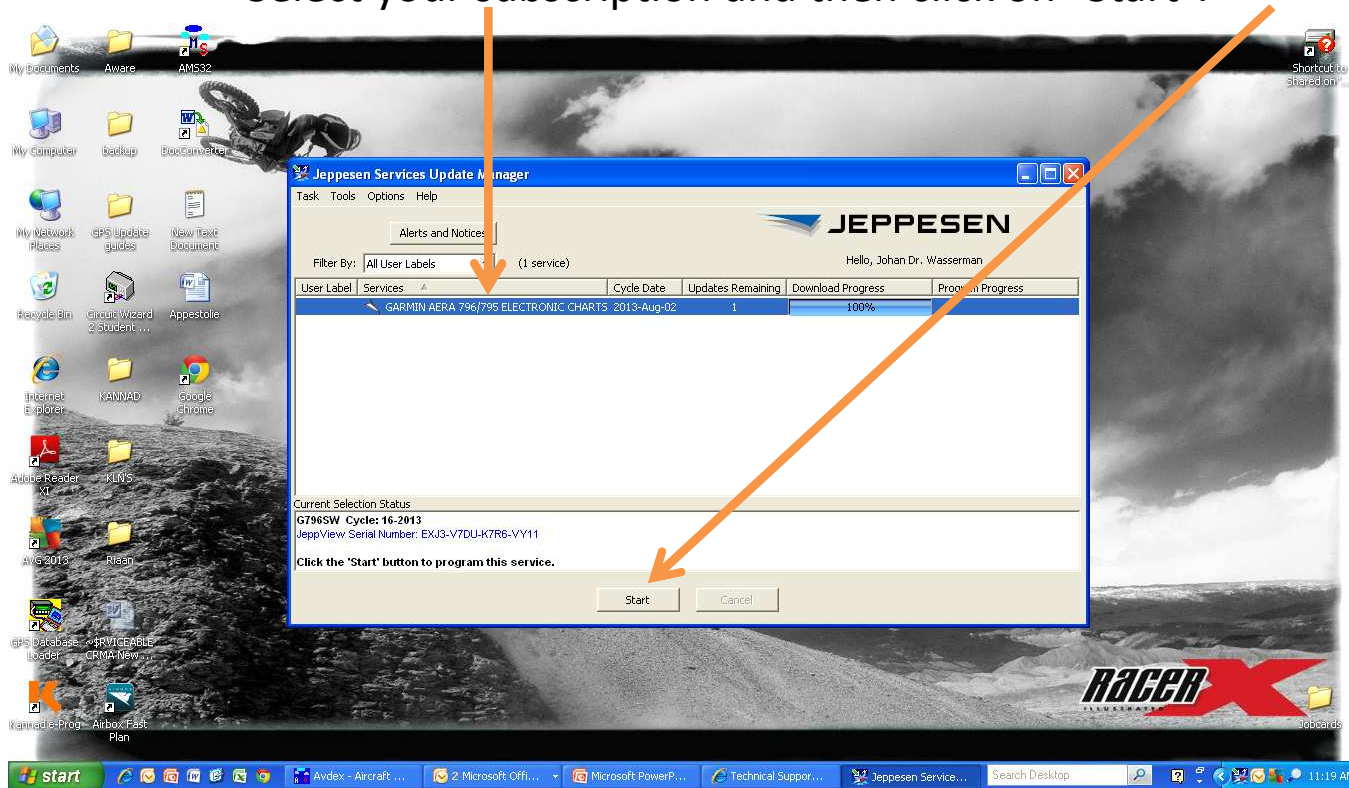 Select your subscription and then click on "Start".
My Documents
Aware
AMS32
Shortcut to
Shared on '...
My Computer
backup
DocConverter
Jeppesen Services Update Manager
Task Tools Options Help
Alerts and Notices
JEPPESEN
My Network
Places
GPS Update
guides
New Text
Document
Filter By: All User Labels (1 service)
Hello, Johan Dr. Wasserman
User Label Services Cycle Date Updates Remaining Download Progress Program Progress
GARMIN AERA 796/795 ELECTRONIC CHARTS 2013-Aug-02 1 100%
Recycle Bin
Circuit Wizard
2 Student ...
Appestolie
Internet
Explorer
KANNAD
Google
Chrome
Adobe Reader
XI
KLN'S
Current Selection Status
G796SW Cycle: 16-2013
JeppView Serial Number: EXJ3-V7DU-K7R6-VY11
Click the 'Start' button to program this service.
AVG 2013
Riaan
Start Cancel
GPS Database
Loader
~$RVICEABLE
CRMA New ...
RACER X
ILLUSTRATED
Kannad e-Prog
Airbox Fast
Plan
Jobcards
start
Avdex - Aircraft ...
2 Microsoft Offi...
Microsoft PowerP...
Technical Suppor...
Jeppesen Service...
Search Desktop
11:19 AM